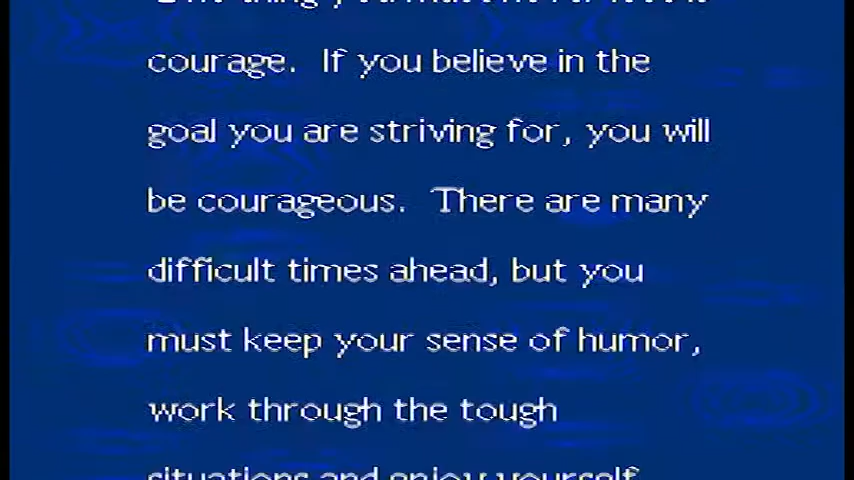 courage. If you believe in the
goal you are striving for, you will
be courageous. There are many
difficult times ahead, but you
must keep your sense of humor,
work through the tough
situations and enjoy yourself.